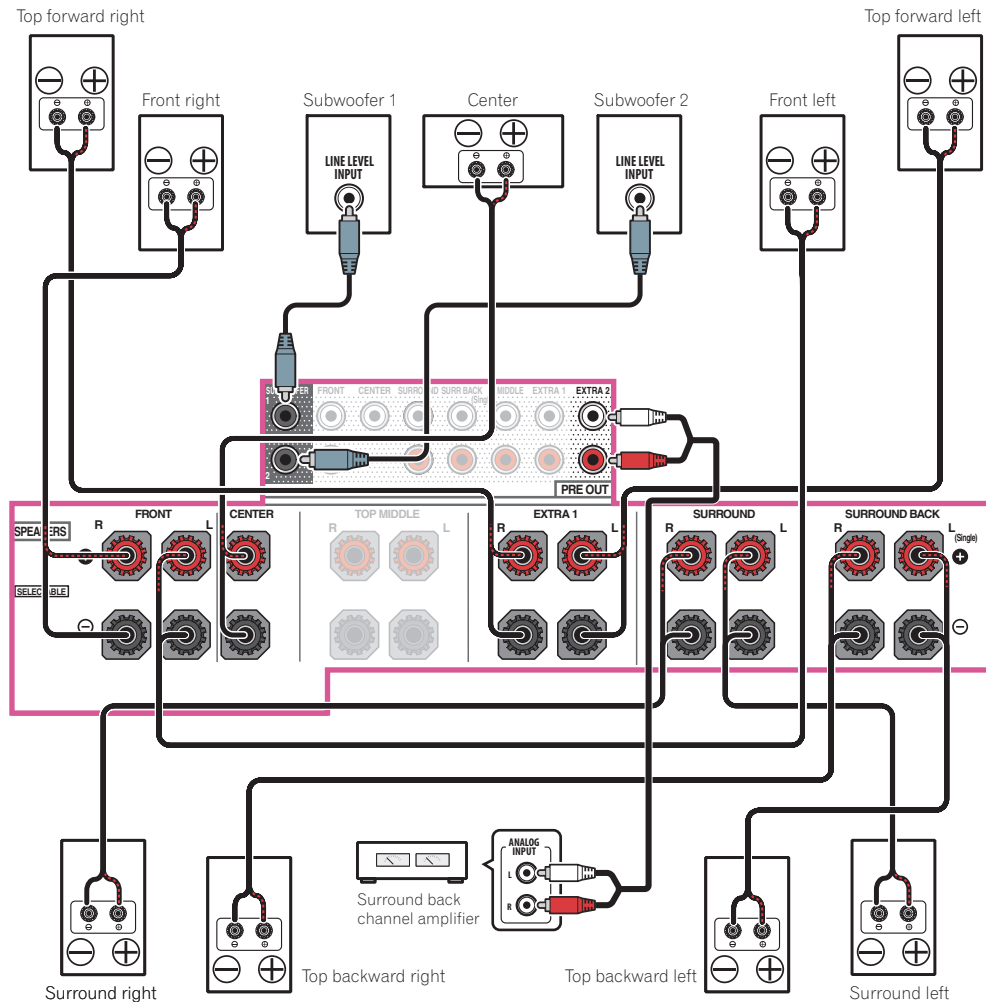 Top forward right
Top forward left
Front right
Subwoofer 1
Center
Subwoofer 2
Front left
LINE LEVEL
INPUT
LINE LEVEL
INPUT
FRONT
CENTER
SURROUND
SURR BACK
(Single)
MIDDLE
EXTRA 1
EXTRA 2
1
2
PRE OUT
SPEAKERS
SELECTABLE
FRONT
R
L
CENTER
TOP MIDDLE
R
L
EXTRA 1
R
L
SURROUND
R
L
SURROUND BACK
R
L
(Single)
ANALOG
INPUT
L
R
Surround back
channel amplifier
Surround right
Top backward right
Top backward left
Surround left